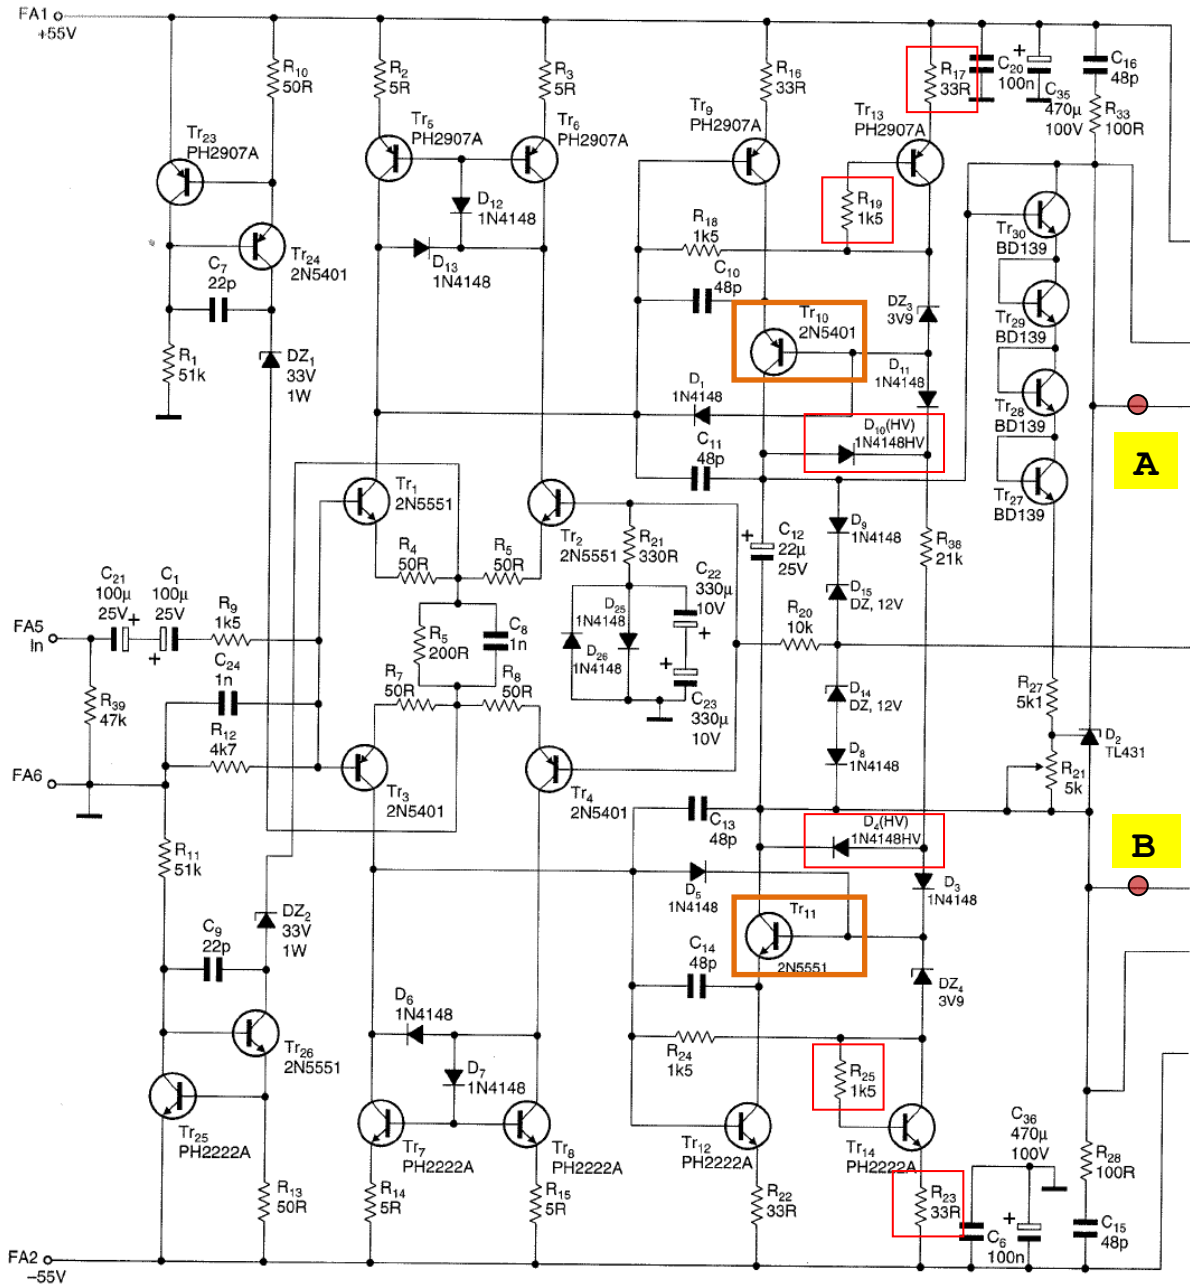 FA1
+55V
R10
50R
R2
5R
R3
5R
R16
33R
R17
33R
C20
100n
C35
470µ
100V
C16
48p
R33
100R
Tr23
PH2907A
Tr5
PH2907A
Tr6
PH2907A
Tr9
PH2907A
Tr13
PH2907A
D12
1N4148
R18
1k5
R19
1k5
Tr30
BD139
Tr24
2N5401
C7
22p
D13
1N4148
C10
48p
Tr10
2N5401
DZ3
3V9
Tr29
BD139
R1
51k
DZ1
33V
1W
D1
1N4148
D11
1N4148
Tr28
BD139
D10(HV)
1N4148HV
C11
48p
A
Tr1
2N5551
Tr27
BD139
Tr2
2N5551
R21
330R
C12
22µ
25V
D9
1N4148
R38
21k
R4
50R
R5
50R
C21
100µ
25V
C1
100µ
25V
R9
1k5
C22
330µ
10V
D15
DZ, 12V
FA5
In
R5
200R
C8
1n
D25
1N4148
D26
1N4148
R20
10k
C24
1n
R7
50R
R8
50R
R39
47k
C23
330µ
10V
D14
DZ, 12V
R27
5k1
R12
4k7
D2
TL431
D8
1N4148
R21
5k
FA6
Tr3
2N5401
Tr4
2N5401
C13
48p
D4(HV)
1N4148HV
B
R11
51k
D5
1N4148
D3
1N4148
DZ2
33V
1W
Tr11
2N5551
C9
22p
C14
48p
DZ4
3V9
D6
1N4148
Tr26
2N5551
R24
1k5
R25
1k5
D7
1N4148
Tr25
PH2222A
Tr7
PH2222A
Tr8
PH2222A
Tr12
PH2222A
Tr14
PH2222A
C36
470µ
100V
R28
100R
R13
50R
R14
5R
R15
5R
R22
33R
R23
33R
C6
100n
C15
48p
FA2
–55V